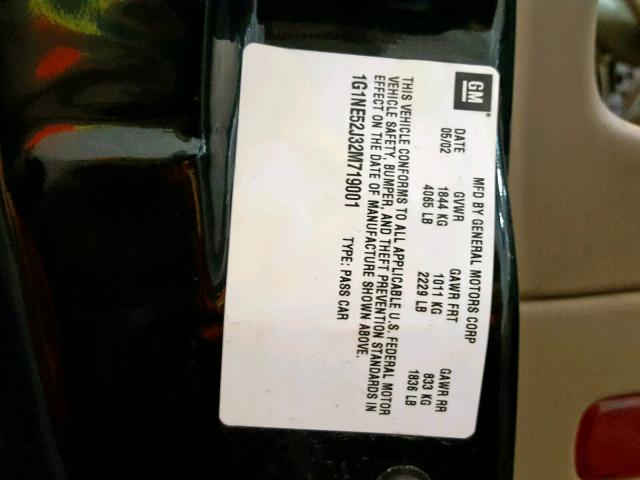 GM
MFD BY GENERAL MOTORS CORP
DATE GVWR GAWR FRT GAWR RR
05/02 1844 KG 1011 KG 833 KG
4065 LB 2229 LB 1836 LB
THIS VEHICLE CONFORMS TO ALL APPLICABLE U.S. FEDERAL MOTOR
VEHICLE SAFETY, BUMPER, AND THEFT PREVENTION STANDARDS IN
EFFECT ON THE DATE OF MANUFACTURE SHOWN ABOVE.
1G1NE52J32M719001 TYPE: PASS CAR